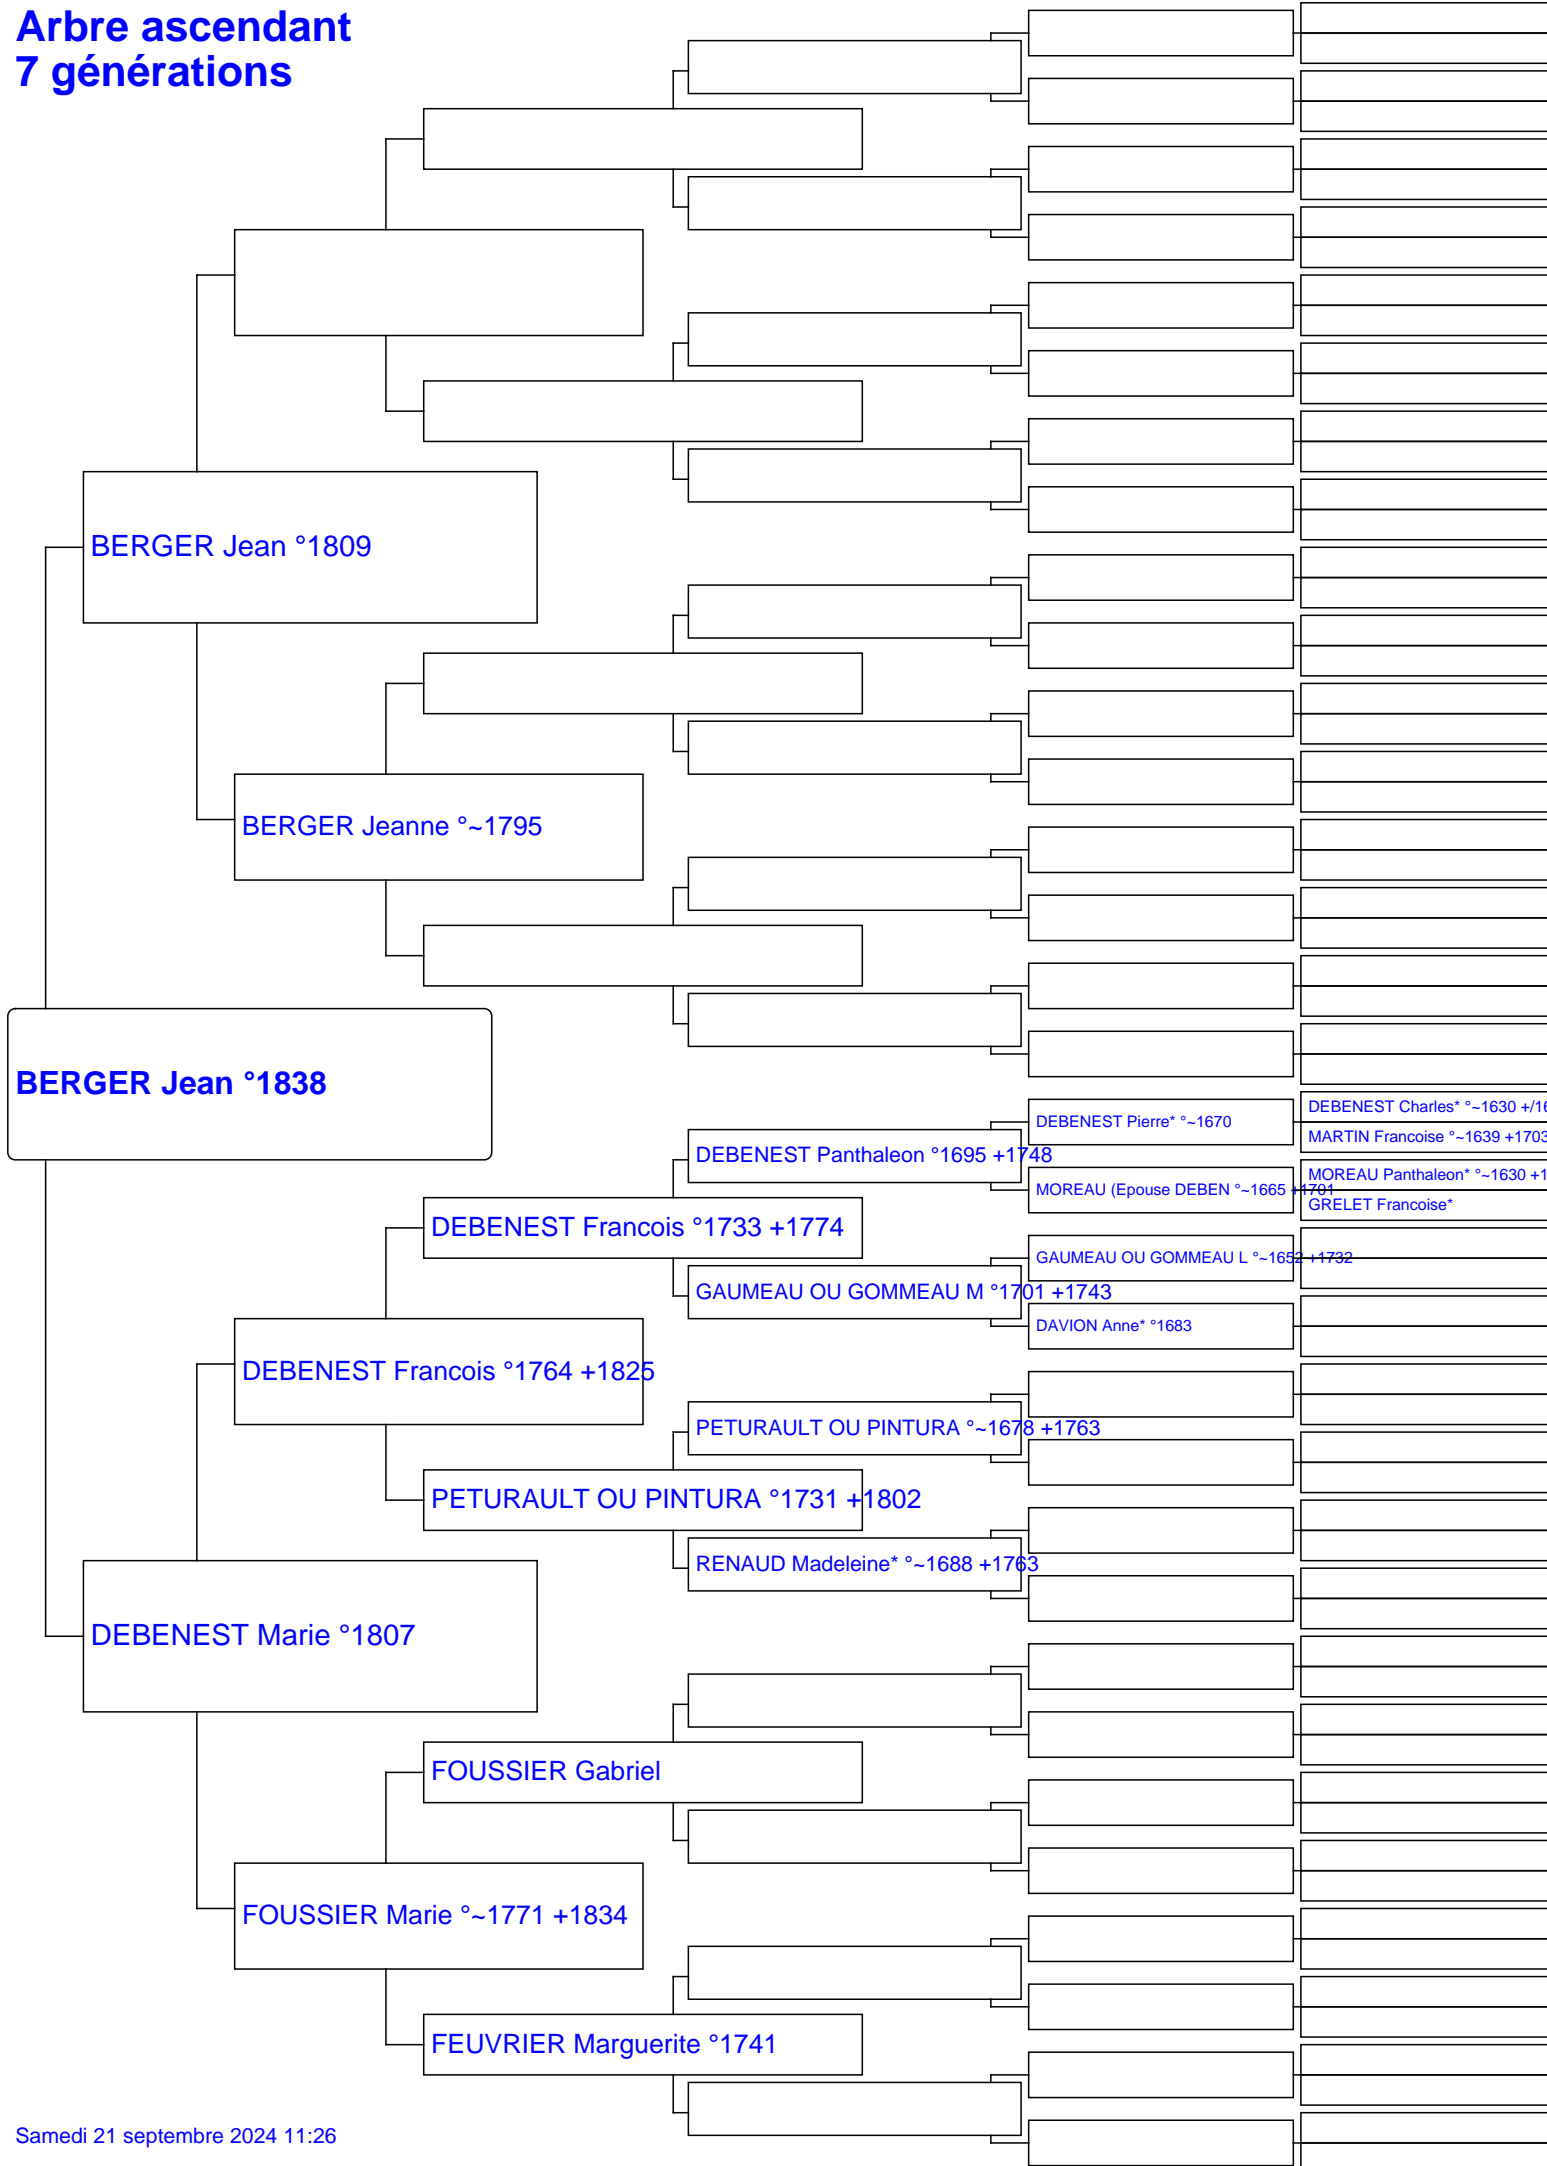 Arbre ascendant
7 générations
BERGER Jean °1809
BERGER Jeanne °~1795
BERGER Jean °1838
DEBENEST Charles* °~1630 +/16
DEBENEST Pierre* °~1670
MARTIN Francoise °~1639 +1703
DEBENEST Panthaleon °1695 +1748
MOREAU Panthaleon* °~1630 +1
MOREAU (Epouse DEBEN °~1665 +1701
GRELET Francoise*
DEBENEST Francois °1733 +1774
GAUMEAU OU GOMMEAU L °~1652 +1732
GAUMEAU OU GOMMEAU M °1701 +1743
DAVION Anne* °1683
DEBENEST Francois °1764 +1825
PETURAULT OU PINTURA °~1678 +1763
PETURAULT OU PINTURA °1731 +1802
RENAUD Madeleine* °~1688 +1763
DEBENEST Marie °1807
FOUSSIER Gabriel
FOUSSIER Marie °~1771 +1834
FEUVRIER Marguerite °1741
Samedi 21 septembre 2024 11:26